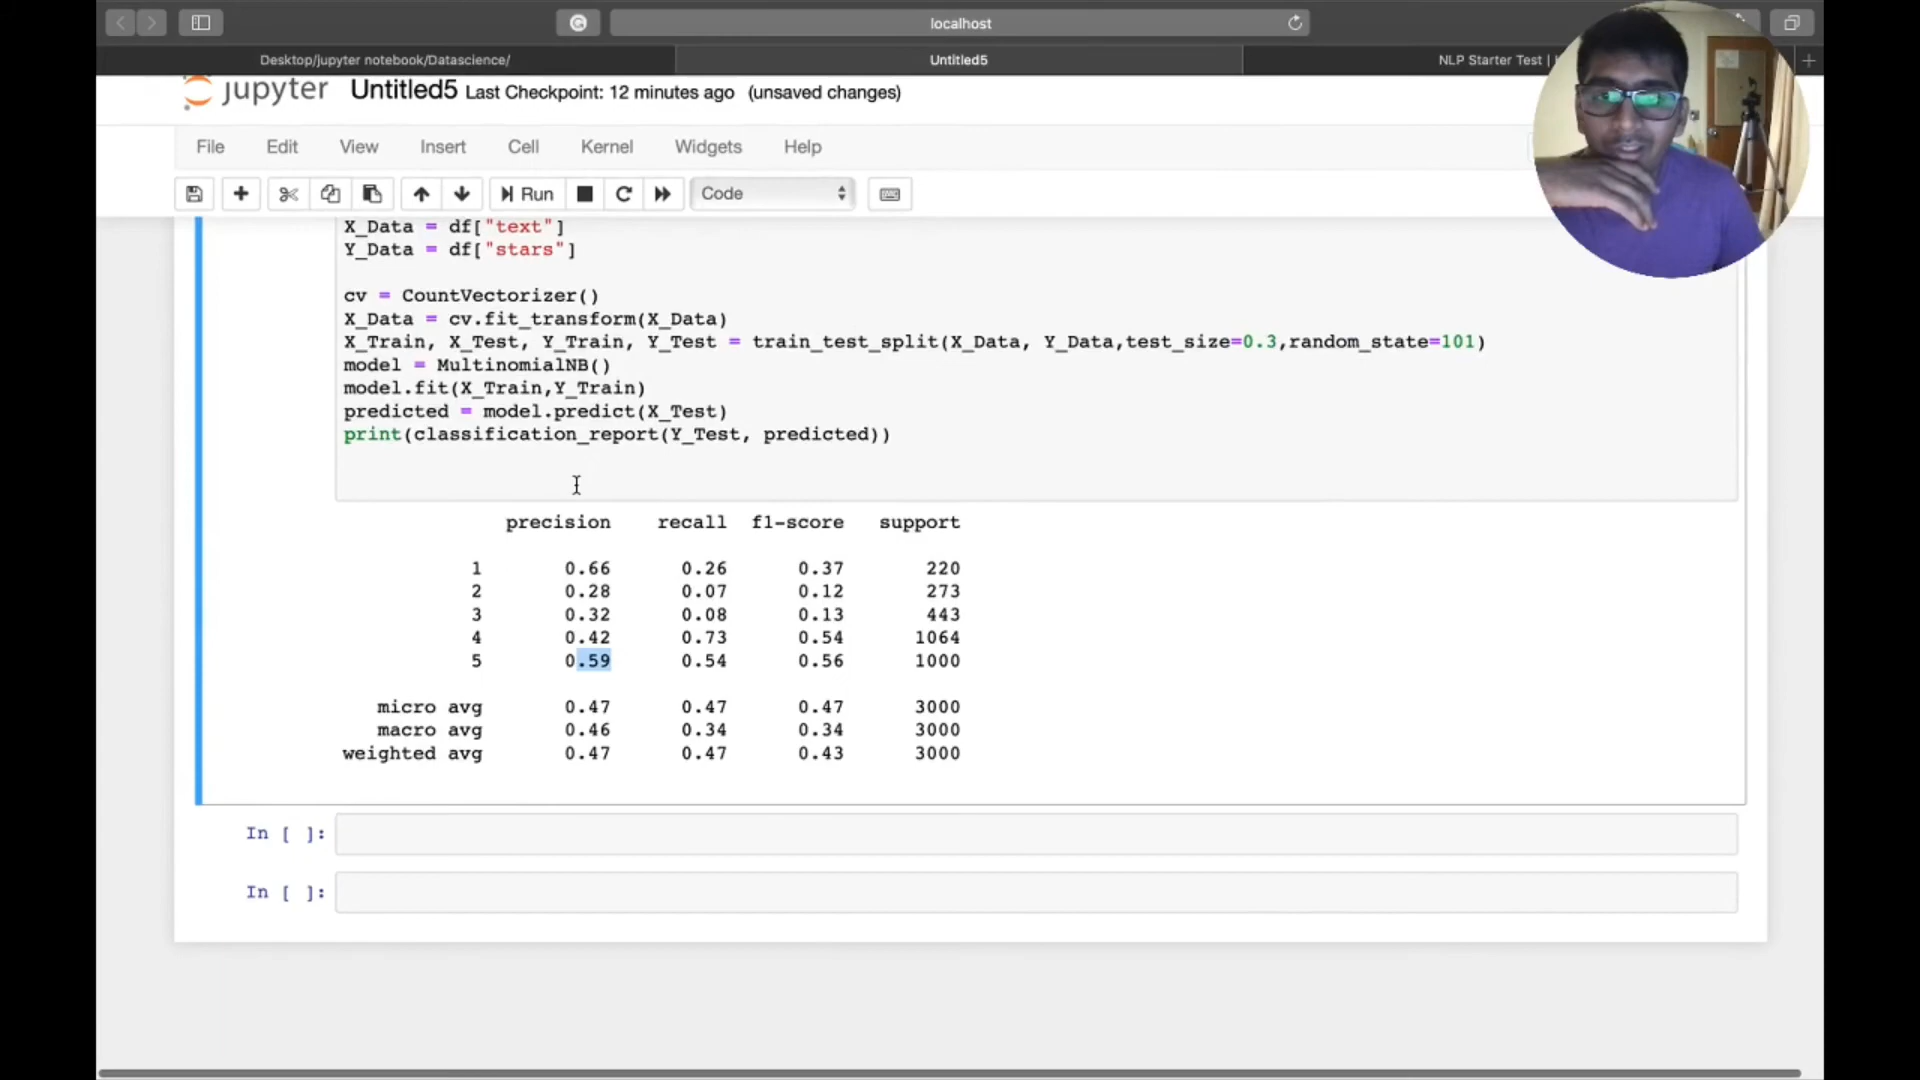 localhost
Desktop/jupyter notebook/Datascience/
Untitled5
NLP Starter Test |
jupyter Untitled5 Last Checkpoint: 12 minutes ago (unsaved changes)
File Edit View Insert Cell Kernel Widgets Help
Run Code
X_Data = df["text"]
Y_Data = df["stars"]
cv = CountVectorizer()
X_Data = cv.fit_transform(X_Data)
X_Train, X_Test, Y_Train, Y_Test = train_test_split(X_Data, Y_Data,test_size=0.3,random_state=101)
model = MultinomialNB()
model.fit(X_Train,Y_Train)
predicted = model.predict(X_Test)
print(classification_report(Y_Test, predicted))
precision recall f1-score support
1 0.66 0.26 0.37 220
2 0.28 0.07 0.12 273
3 0.32 0.08 0.13 443
4 0.42 0.73 0.54 1064
5 0.59 0.54 0.56 1000
micro avg 0.47 0.47 0.47 3000
macro avg 0.46 0.34 0.34 3000
weighted avg 0.47 0.47 0.43 3000
In [ ]:
In [ ]: